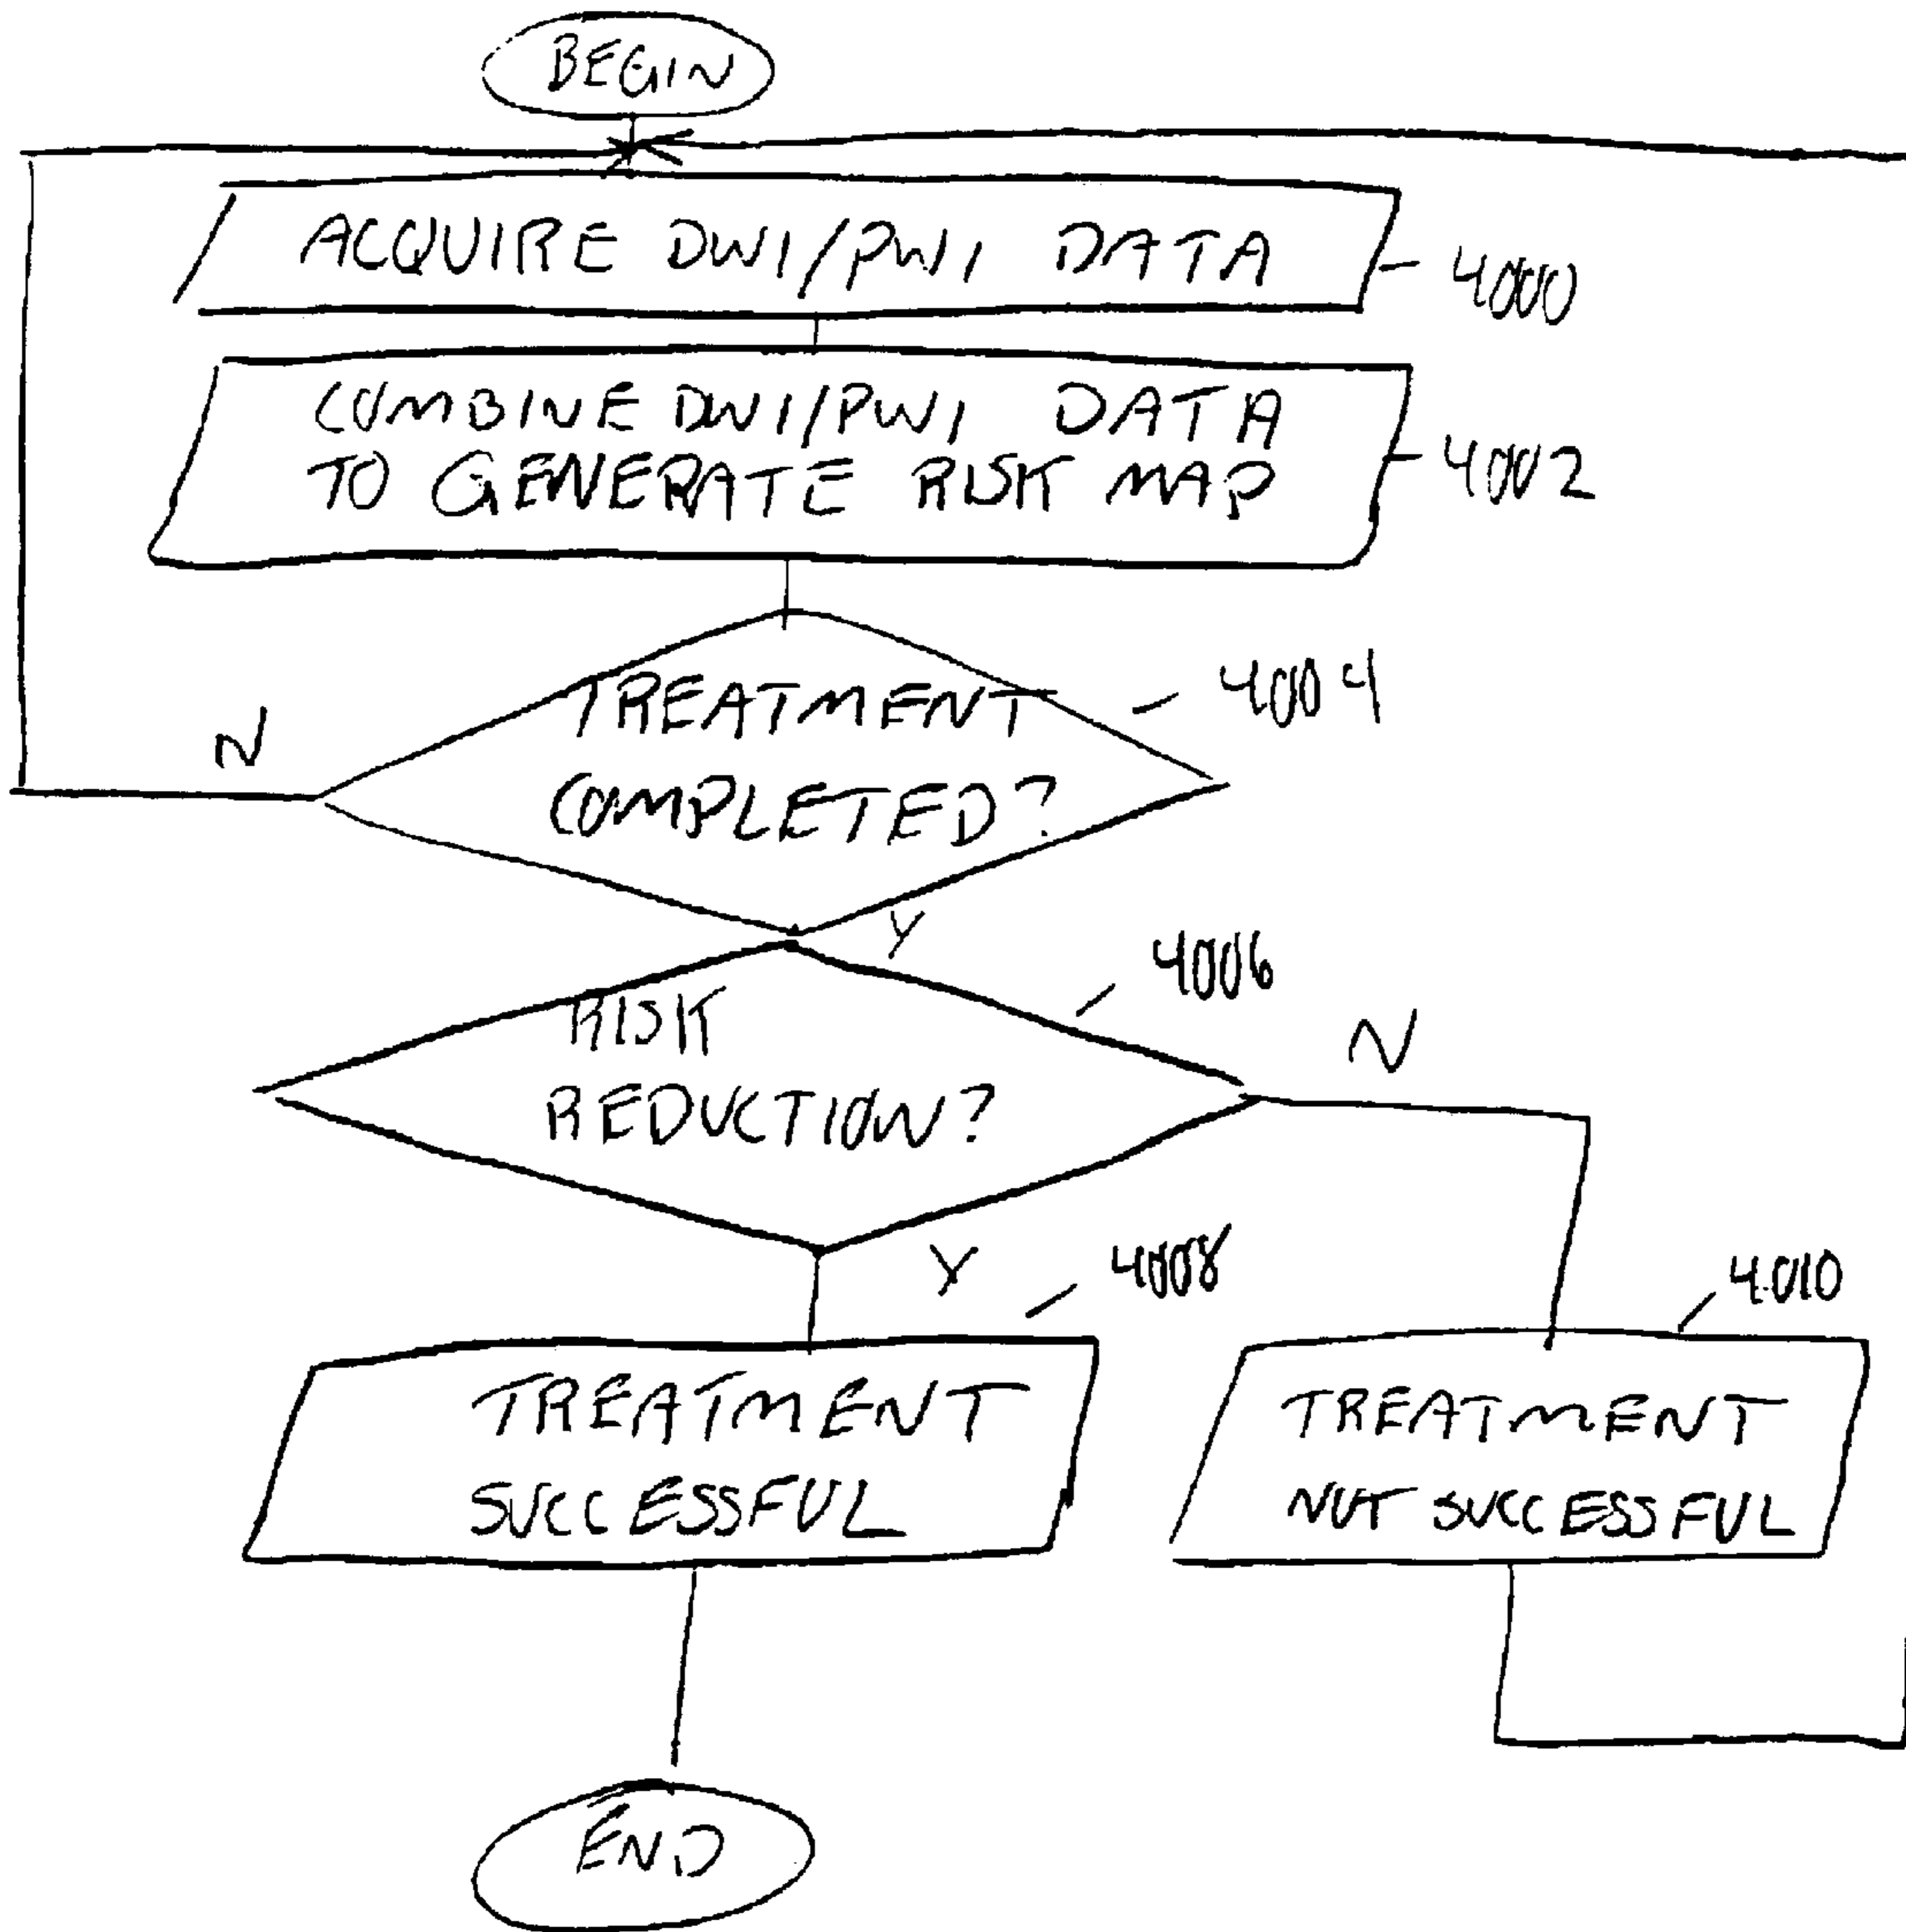 BEGIN
ACQUIRE DWI/PWI DATA
4000
COMBINE DWI/PWI DATA
TO GENERATE RISK MAP
4002
TREATMENT
COMPLETED?
4004
N
Y
RISK
REDUCTION?
4006
N
Y
4008
TREATMENT
SUCCESSFUL
4010
TREATMENT
NOT SUCCESSFUL
END